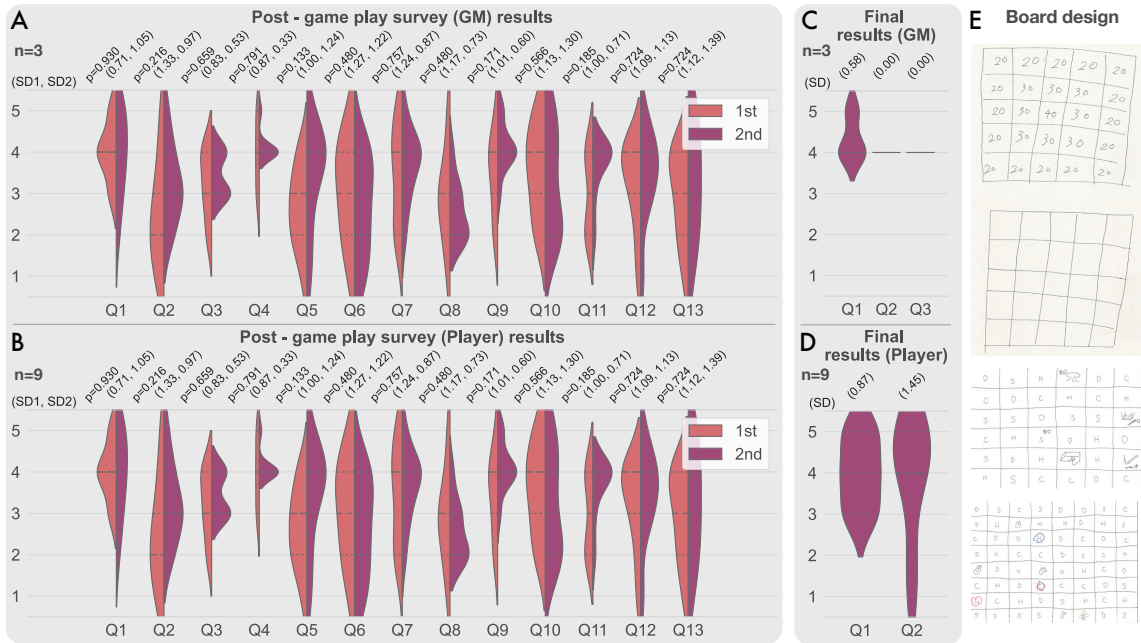 A
Post - game play survey (GM) results
n=3
(SD1, SD2)
p=0.930 (0.71, 1.05)
p=0.216 (1.33, 0.97)
p=0.659 (0.83, 0.53)
p=0.791 (0.87, 0.33)
p=0.133 (1.00, 1.24)
p=0.480 (1.27, 1.22)
p=0.757 (1.24, 0.87)
p=0.480 (1.17, 0.73)
p=0.171 (1.01, 0.60)
p=0.566 (1.13, 1.30)
p=0.185 (1.00, 0.71)
p=0.724 (1.09, 1.13)
p=0.724 (1.12, 1.39)
5
4
3
2
1
1st
2nd
Q1 Q2 Q3 Q4 Q5 Q6 Q7 Q8 Q9 Q10 Q11 Q12 Q13
B
Post - game play survey (Player) results
n=9
(SD1, SD2)
p=0.930 (0.71, 1.05)
p=0.216 (1.33, 0.97)
p=0.659 (0.83, 0.53)
p=0.791 (0.87, 0.33)
p=0.133 (1.00, 1.24)
p=0.480 (1.27, 1.22)
p=0.757 (1.24, 0.87)
p=0.480 (1.17, 0.73)
p=0.171 (1.01, 0.60)
p=0.566 (1.13, 1.30)
p=0.185 (1.00, 0.71)
p=0.724 (1.09, 1.13)
p=0.724 (1.12, 1.39)
5
4
3
2
1
1st
2nd
Q1 Q2 Q3 Q4 Q5 Q6 Q7 Q8 Q9 Q10 Q11 Q12 Q13
C
Final
results (GM)
n=3
(SD)
(0.58) (0.00) (0.00)
5
4
3
2
1
Q1 Q2 Q3
D
Final
results (Player)
n=9
(SD)
(0.87) (1.45)
5
4
3
2
1
Q1 Q2
E
Board design
20 20 20 20 20
20 30 30 30 20
20 30 40 30 20
20 30 30 30 20
20 20 20 20 20
D S H D C
C D C H C H
S S D S S
C H S D H D
S D H H
H S C C D C
D S C S D D S C
S H H H D H S
C D D H C D C D
S H C C D S H C
S H H H C D
C H S C C D S
C H D S H C H
S S S S S